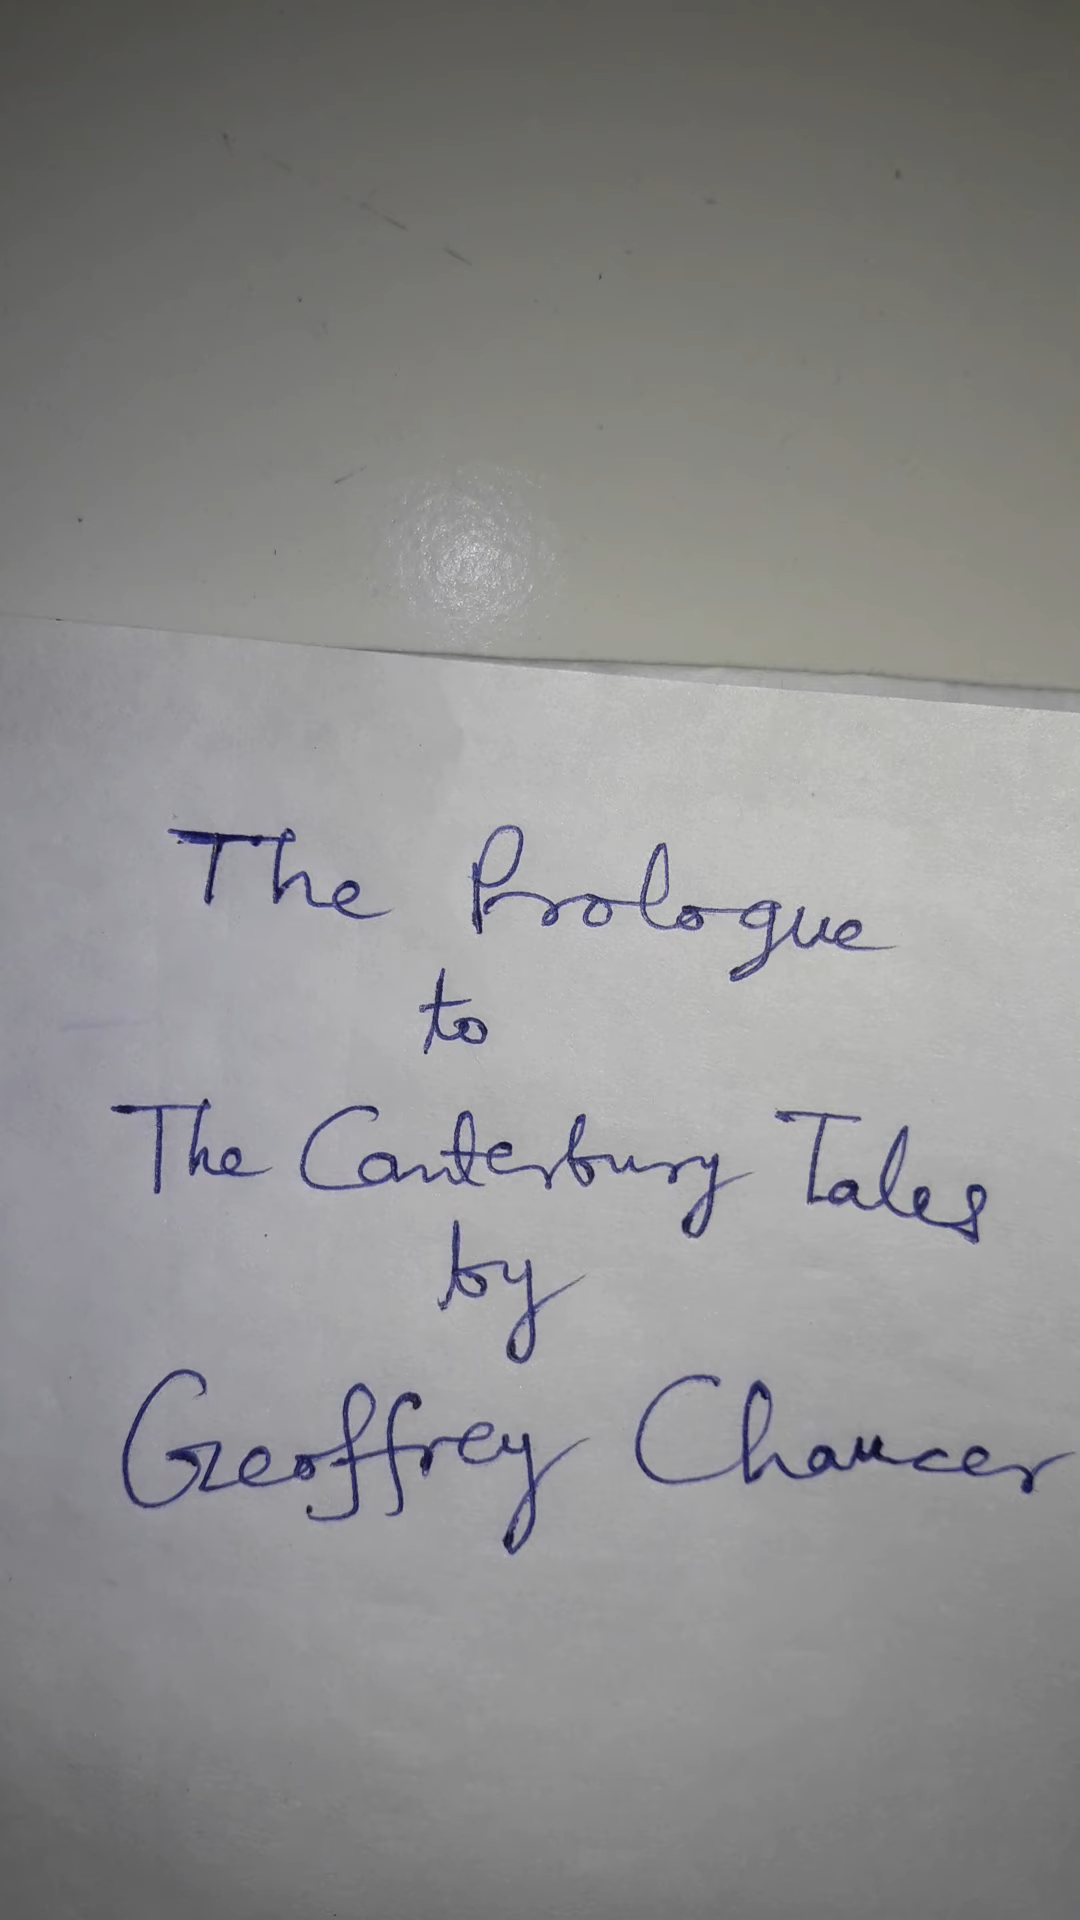 The Prologue
to
The Canterbury Tales
by
Geoffrey Chaucer